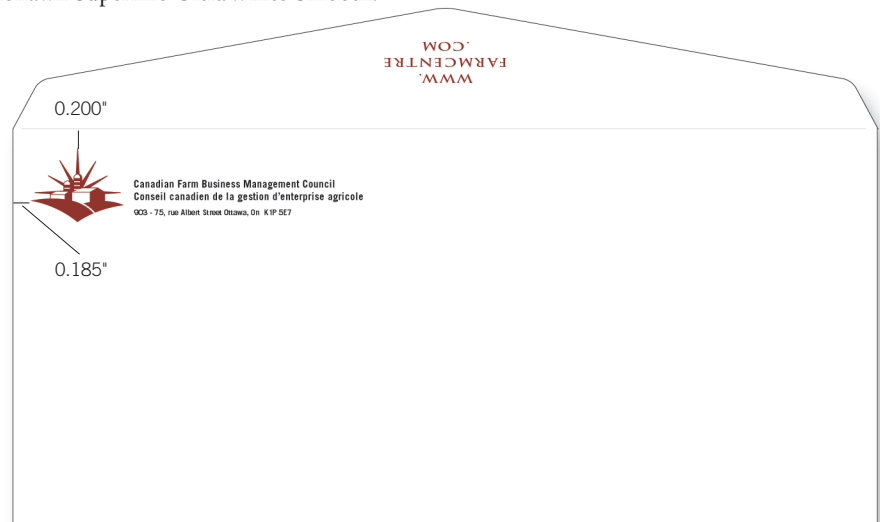 WWW.
FARMCENTRE
.COM
0.200"
Canadian Farm Business Management Council
Conseil canadien de la gestion d'enterprise agricole
903 - 75, rue Albert Street Ottawa, On K1P 5E7
0.185"